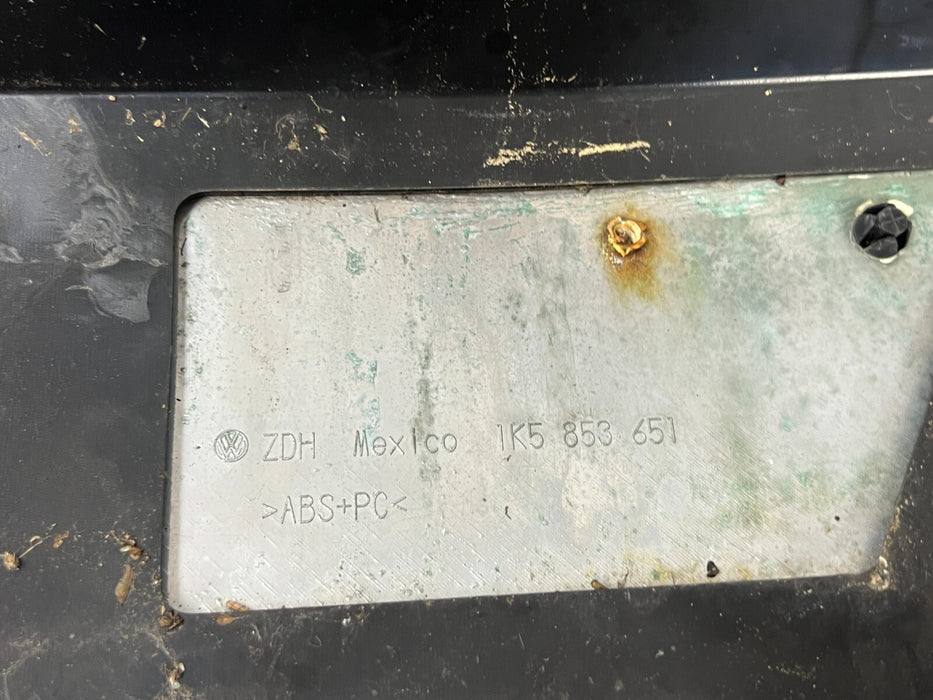 ZDH Mexico 1K5 853 651
>ABS+PC<